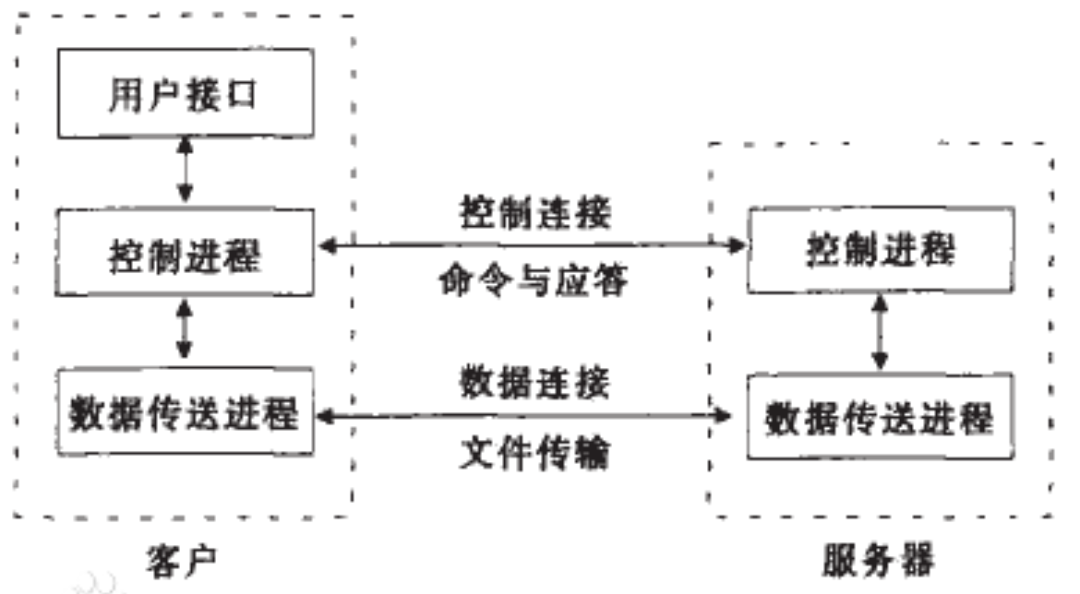 用户接口
控制连接
控制进程
控制进程
命令与应答
数据连接
数据传送进程
数据传送进程
文件传输
客户
服务器